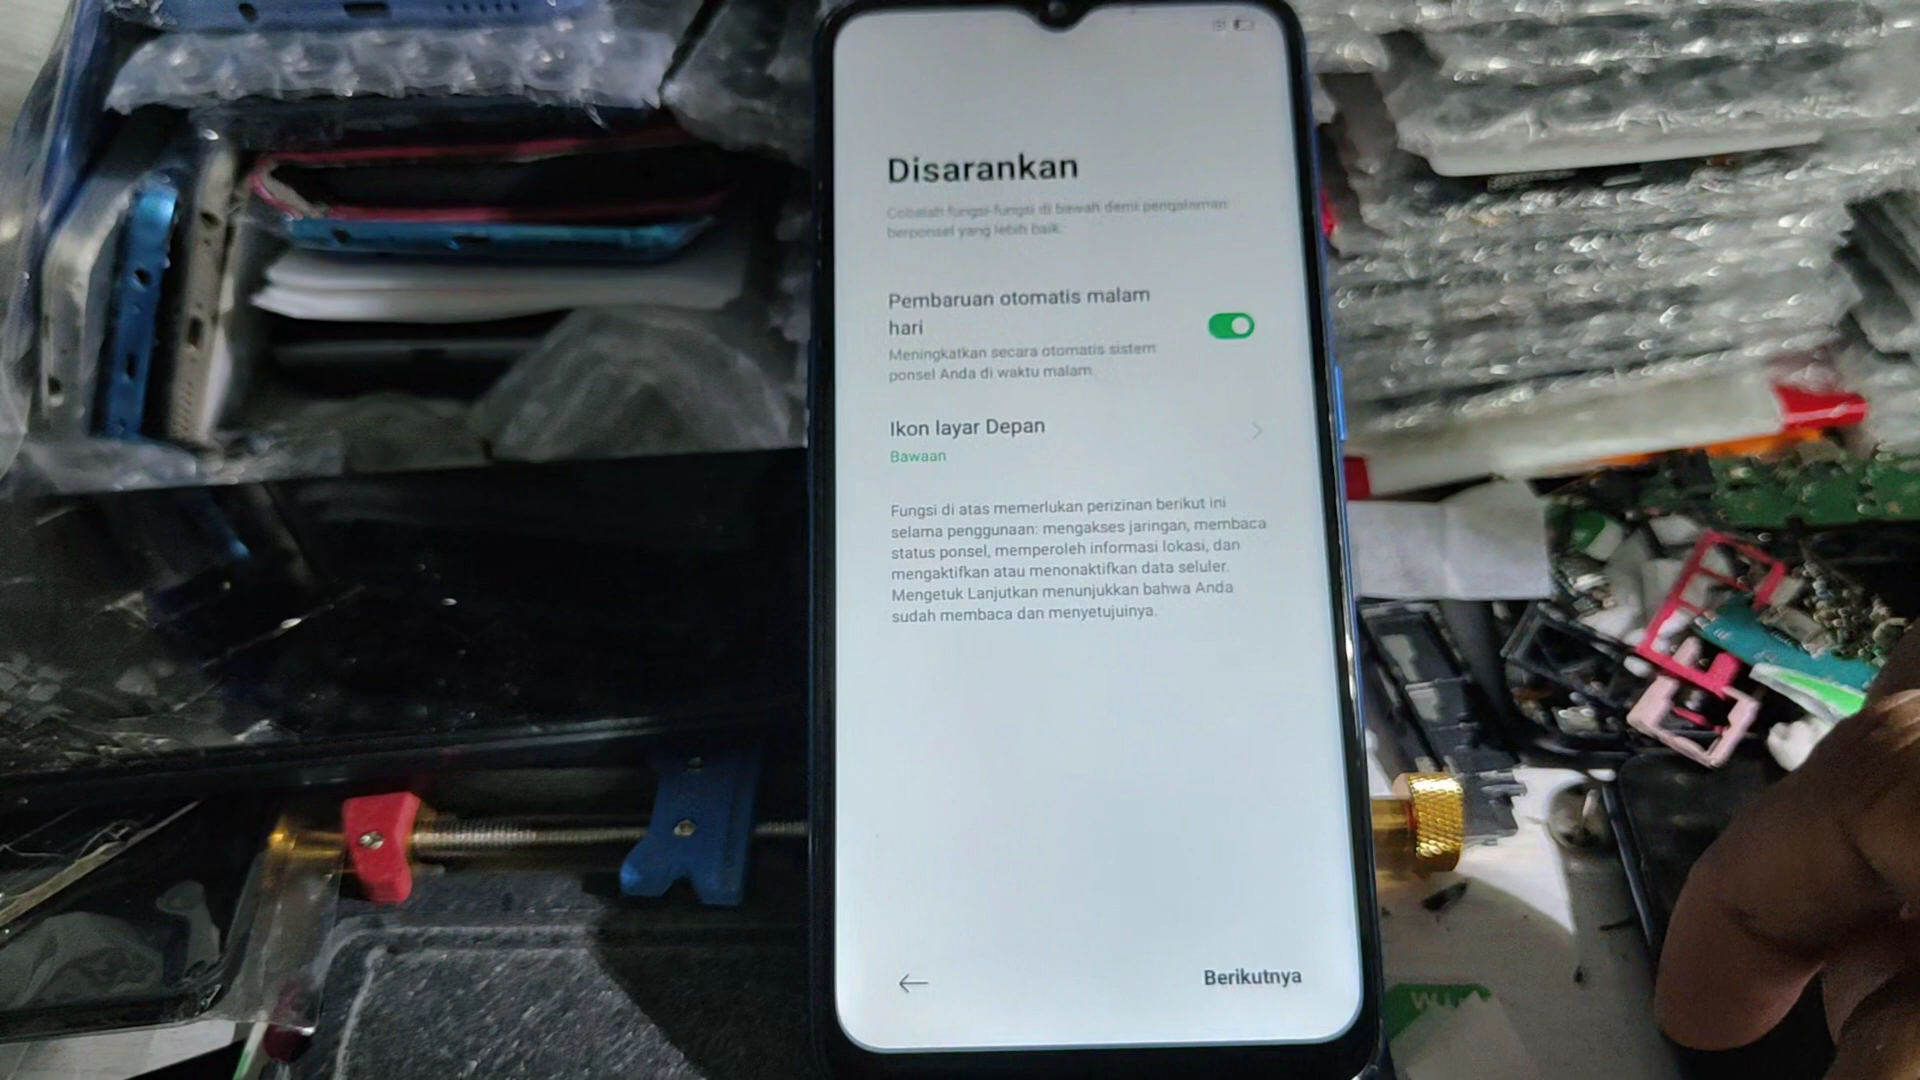 Disarankan
Cobalah fungsi-fungsi di bawah demi pengalaman
berponsel yang lebih baik.
Pembaruan otomatis malam
hari
Meningkatkan secara otomatis sistem
ponsel Anda di waktu malam
Ikon layar Depan
Bawaan
Fungsi di atas memerlukan perizinan berikut ini
selama penggunaan: mengakses jaringan, membaca
status ponsel, memperoleh informasi lokasi, dan
mengaktifkan atau menonaktifkan data seluler.
Mengetuk Lanjutkan menunjukkan bahwa Anda
sudah membaca dan menyetujuinya.
Berikutnya